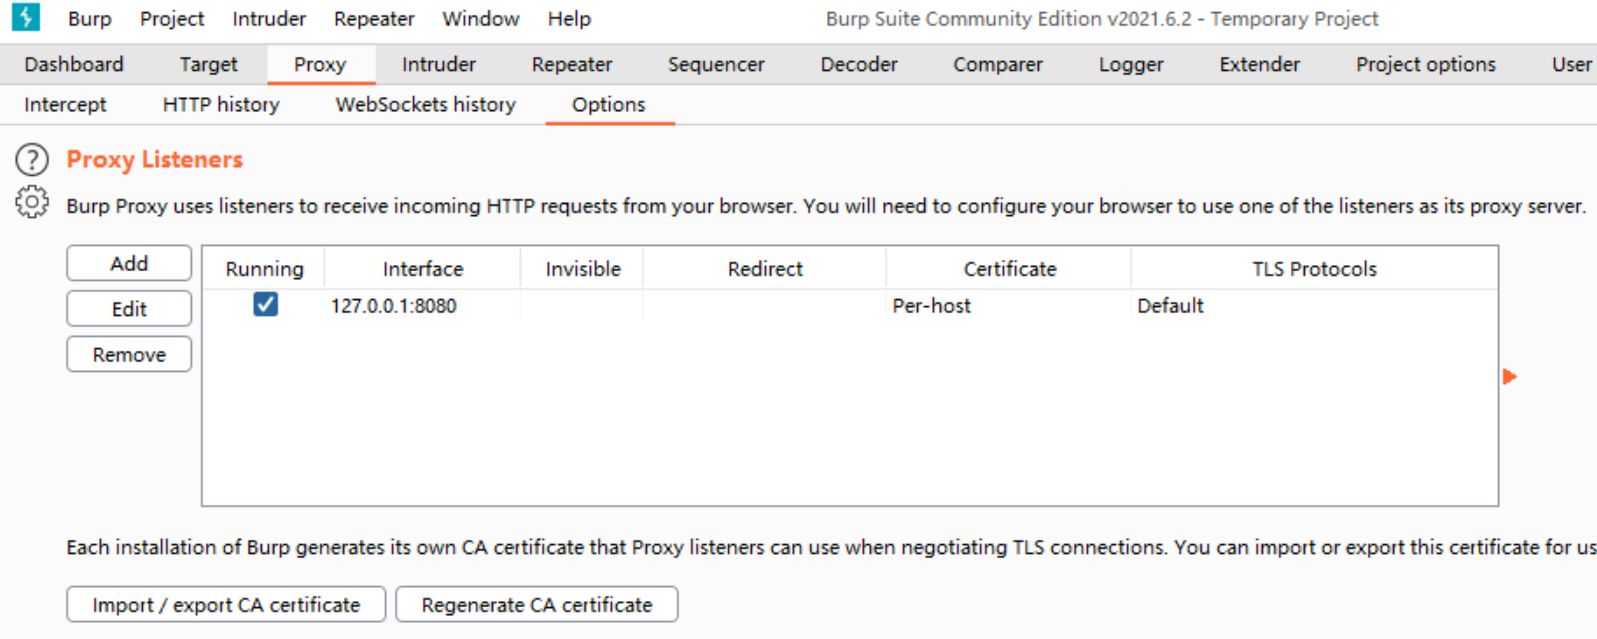 Burp Project Intruder Repeater Window Help Burp Suite Community Edition v2021.6.2 - Temporary Project
Dashboard Target Proxy Intruder Repeater Sequencer Decoder Comparer Logger Extender Project options User
Intercept HTTP history WebSockets history Options
? Proxy Listeners
Burp Proxy uses listeners to receive incoming HTTP requests from your browser. You will need to configure your browser to use one of the listeners as its proxy server.
Add
Running Interface Invisible Redirect Certificate TLS Protocols
Edit
127.0.0.1:8080 Per-host Default
Remove
Each installation of Burp generates its own CA certificate that Proxy listeners can use when negotiating TLS connections. You can import or export this certificate for us
Import / export CA certificate Regenerate CA certificate